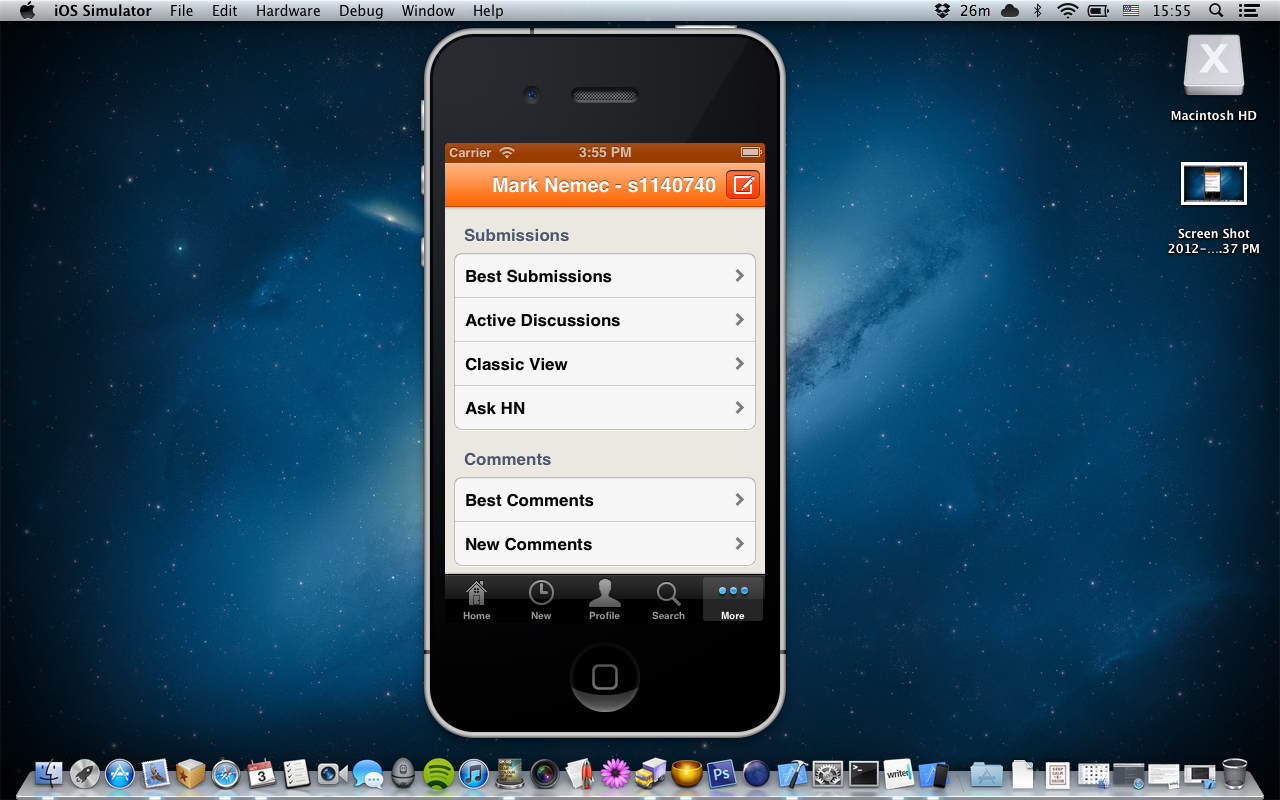 iOS Simulator File Edit Hardware Debug Window Help 26m 15:55
Macintosh HD
Screen Shot
2012-....37 PM
Carrier 3:55 PM
Mark Nemec - s1140740
Submissions
Best Submissions
Active Discussions
Classic View
Ask HN
Comments
Best Comments
New Comments
Home New Profile Search More
3 Ps writer